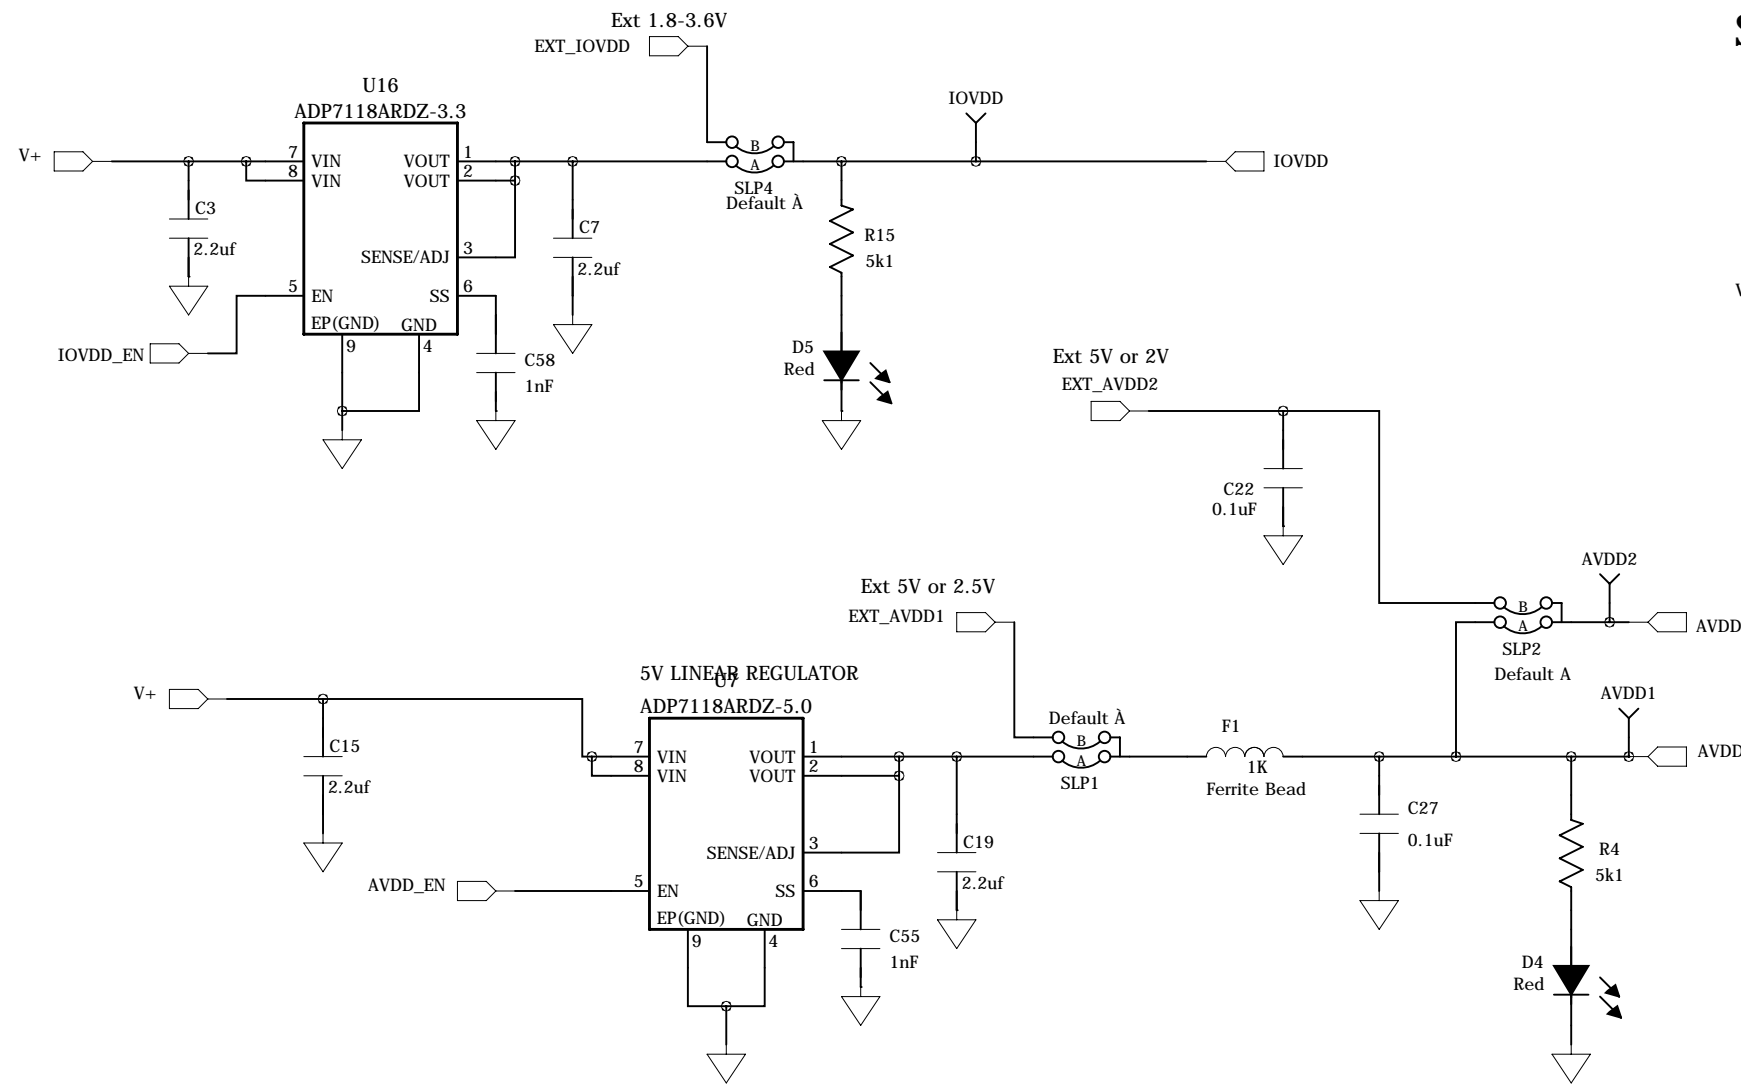 Ext 1.8-3.6V
EXT_IOVDD
U16
ADP7118ARDZ-3.3
IOVDD
V+
7
VIN
VOUT
1
8
VIN
VOUT
2
B
A
SLP4
Default À
IOVDD
C3
2.2uf
C7
2.2uf
R15
5k1
SENSE/ADJ
3
5
EN
SS
6
EP(GND)
GND
9
4
IOVDD_EN
C58
1nF
D5
Red
Ext 5V or 2V
EXT_AVDD2
C22
0.1uF
AVDD2
Ext 5V or 2.5V
EXT_AVDD1
B
A
SLP2
Default A
AVDD
5V LINEAR REGULATOR
U7
ADP7118ARDZ-5.0
V+
AVDD1
Default À
B
A
SLP1
F1
1K
Ferrite Bead
AVDD
C15
2.2uf
7
VIN
VOUT
1
8
VIN
VOUT
2
SENSE/ADJ
3
C19
2.2uf
C27
0.1uF
R4
5k1
AVDD_EN
5
EN
SS
6
EP(GND)
GND
9
4
C55
1nF
D4
Red